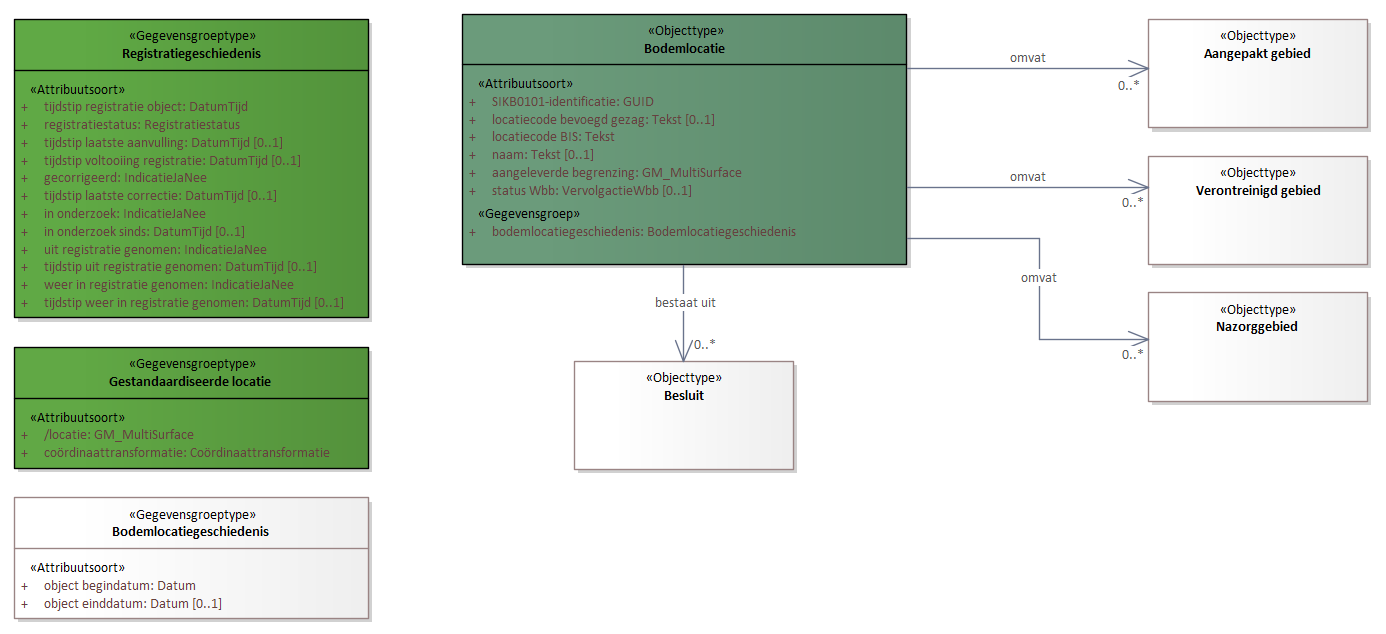 «Gegevensgroeptype»
Registratiegeschiedenis
«Attribuutsoort»
+ tijdstip registratie object: DatumTijd
+ registratiestatus: Registratiestatus
+ tijdstip laatste aanvulling: DatumTijd [0..1]
+ tijdstip voltooiing registratie: DatumTijd [0..1]
+ gecorrigeerd: IndicatieJaNee
+ tijdstip laatste correctie: DatumTijd [0..1]
+ in onderzoek: IndicatieJaNee
+ in onderzoek sinds: DatumTijd [0..1]
+ uit registratie genomen: IndicatieJaNee
+ tijdstip uit registratie genomen: DatumTijd [0..1]
+ weer in registratie genomen: IndicatieJaNee
+ tijdstip weer in registratie genomen: DatumTijd [0..1]
«Gegevensgroeptype»
Gestandaardiseerde locatie
«Attribuutsoort»
+ /locatie: GM_MultiSurface
+ coördinaattransformatie: Coördinaattransformatie
«Gegevensgroeptype»
Bodemlocatiegeschiedenis
«Attribuutsoort»
+ object begindatum: Datum
+ object einddatum: Datum [0..1]
«Objecttype»
Bodemlocatie
«Attribuutsoort»
+ SIKB0101-identificatie: GUID
+ locatiecode bevoegd gezag: Tekst [0..1]
+ locatiecode BIS: Tekst
+ naam: Tekst [0..1]
+ aangeleverde begrenzing: GM_MultiSurface
+ status Wbb: VervolgactieWbb [0..1]
«Gegevensgroep»
+ bodemlocatiegeschiedenis: Bodemlocatiegeschiedenis
bestaat uit
0..*
«Objecttype»
Besluit
omvat
0..*
«Objecttype»
Aangepakt gebied
omvat
0..*
«Objecttype»
Verontreinigd gebied
omvat
0..*
«Objecttype»
Nazorggebied